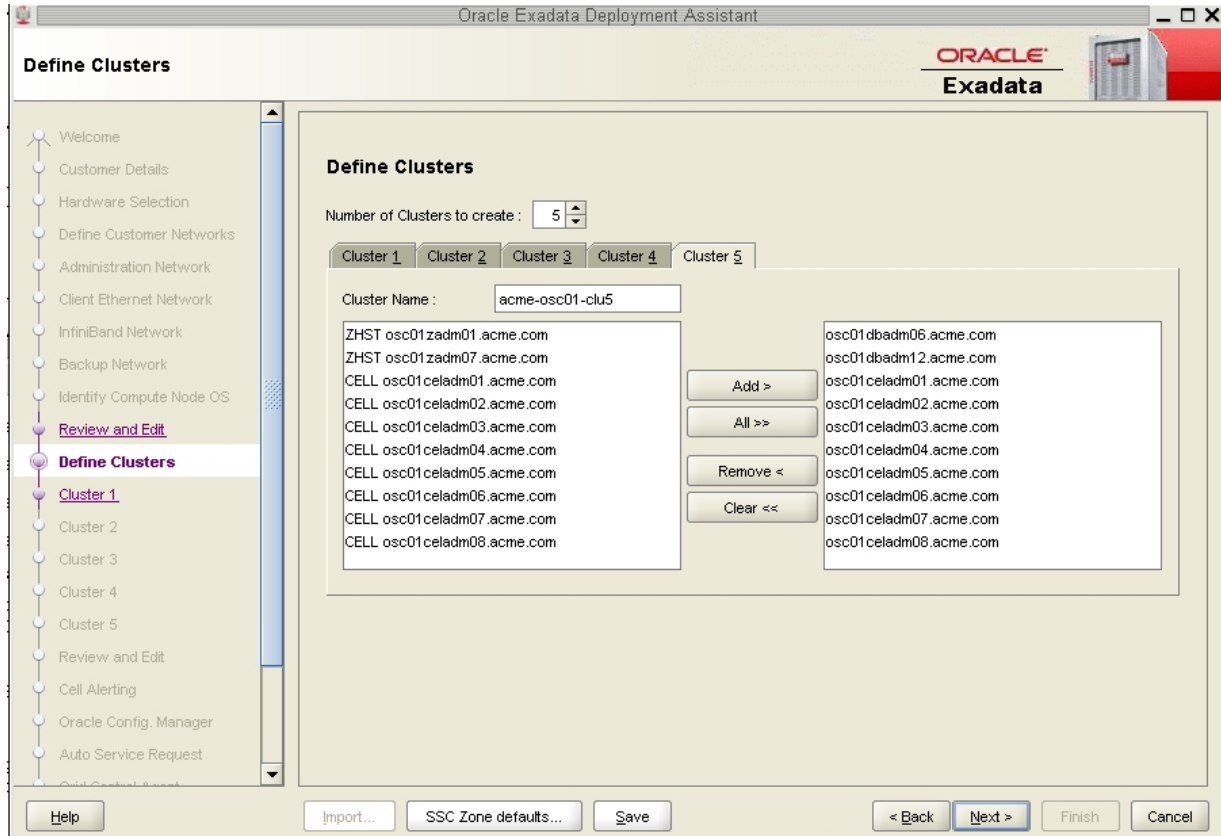 Oracle Exadata Deployment Assistant
Define Clusters
ORACLE
Exadata
Welcome
Customer Details
Hardware Selection
Define Customer Networks
Administration Network
Client Ethernet Network
InfiniBand Network
Backup Network
Identify Compute Node OS
Review and Edit
Define Clusters
Cluster 1
Cluster 2
Cluster 3
Cluster 4
Cluster 5
Review and Edit
Cell Alerting
Oracle Config. Manager
Auto Service Request
Define Clusters
Number of Clusters to create : 5
Cluster 1 Cluster 2 Cluster 3 Cluster 4 Cluster 5
Cluster Name : acme-osc01-clu5
ZHST osc01zadm01.acme.com
ZHST osc01zadm07.acme.com
CELL osc01celadm01.acme.com
CELL osc01celadm02.acme.com
CELL osc01celadm03.acme.com
CELL osc01celadm04.acme.com
CELL osc01celadm05.acme.com
CELL osc01celadm06.acme.com
CELL osc01celadm07.acme.com
CELL osc01celadm08.acme.com
Add >
All >>
Remove <
Clear <<
osc01dbadm06.acme.com
osc01dbadm12.acme.com
osc01celadm01.acme.com
osc01celadm02.acme.com
osc01celadm03.acme.com
osc01celadm04.acme.com
osc01celadm05.acme.com
osc01celadm06.acme.com
osc01celadm07.acme.com
osc01celadm08.acme.com
Help Import... SSC Zone defaults... Save < Back Next > Finish Cancel